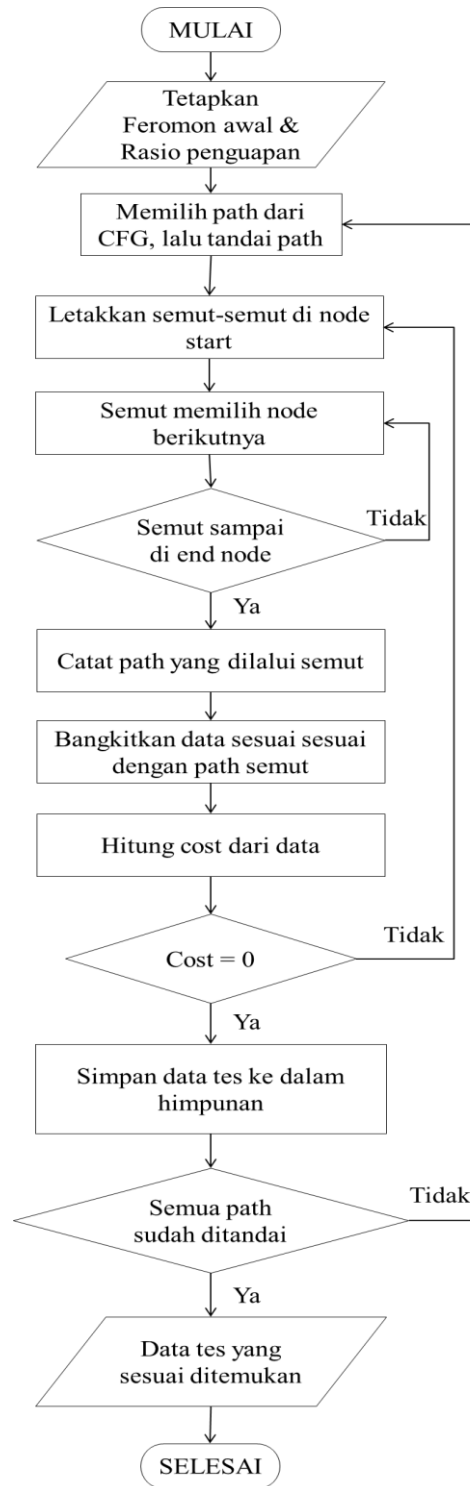 MULAI
Tetapkan
Feromon awal &
Rasio penguapan
Memilih path dari
CFG, lalu tandai path
Letakkan semut-semut di node
start
Semut memilih node
berikutnya
Semut sampai
di end node
Tidak
Ya
Catat path yang dilalui semut
Bangkitkan data sesuai sesuai
dengan path semut
Hitung cost dari data
Cost = 0
Tidak
Ya
Simpan data tes ke dalam
himpunan
Semua path
sudah ditandai
Tidak
Ya
Data tes yang
sesuai ditemukan
SELESAI